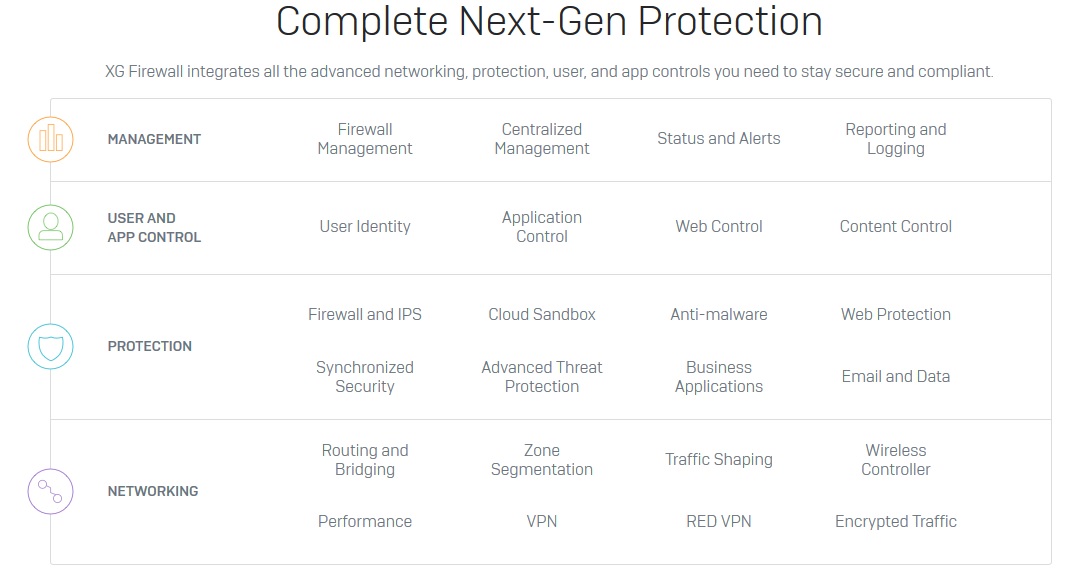 Complete Next-Gen Protection
XG Firewall integrates all the advanced networking, protection, user, and app controls you need to stay secure and compliant.
MANAGEMENT
Firewall
Management
Centralized
Management
Status and Alerts
Reporting and
Logging
USER AND
APP CONTROL
User Identity
Application
Control
Web Control
Content Control
PROTECTION
Firewall and IPS
Cloud Sandbox
Anti-malware
Web Protection
Synchronized
Security
Advanced Threat
Protection
Business
Applications
Email and Data
NETWORKING
Routing and
Bridging
Zone
Segmentation
Traffic Shaping
Wireless
Controller
Performance
VPN
RED VPN
Encrypted Traffic